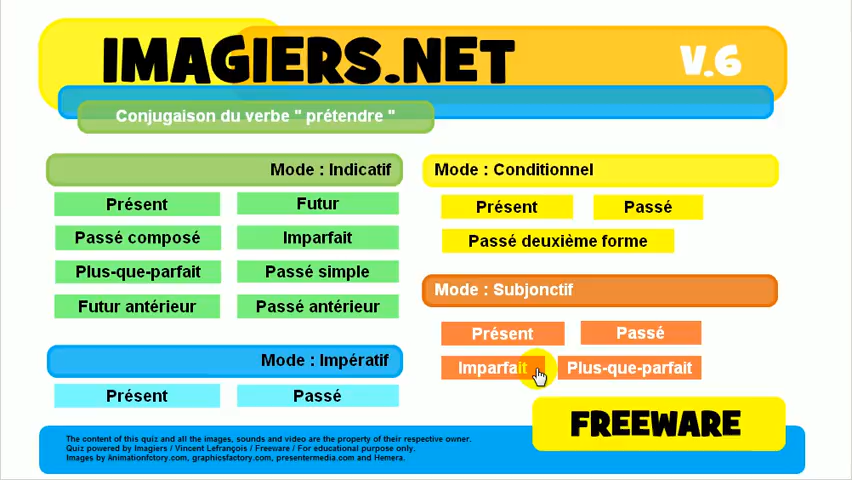 IMAGIERS.NET
V.6
Conjugaison du verbe " prétendre "
Mode : Indicatif
Présent
Futur
Passé composé
Imparfait
Plus-que-parfait
Passé simple
Futur antérieur
Passé antérieur
Mode : Impératif
Présent
Passé
Mode : Conditionnel
Présent
Passé
Passé deuxième forme
Mode : Subjonctif
Présent
Passé
Imparfait
Plus-que-parfait
FREEWARE
The content of this quiz and all the images, sounds and video are the property of their respective owner.
Quiz powered by Imagiers / Vincent Lefrançois / Freeware / For educational purpose only.
Images by Animationfctory.com, graphicsfactory.com, presentermedia.com and Hemera.